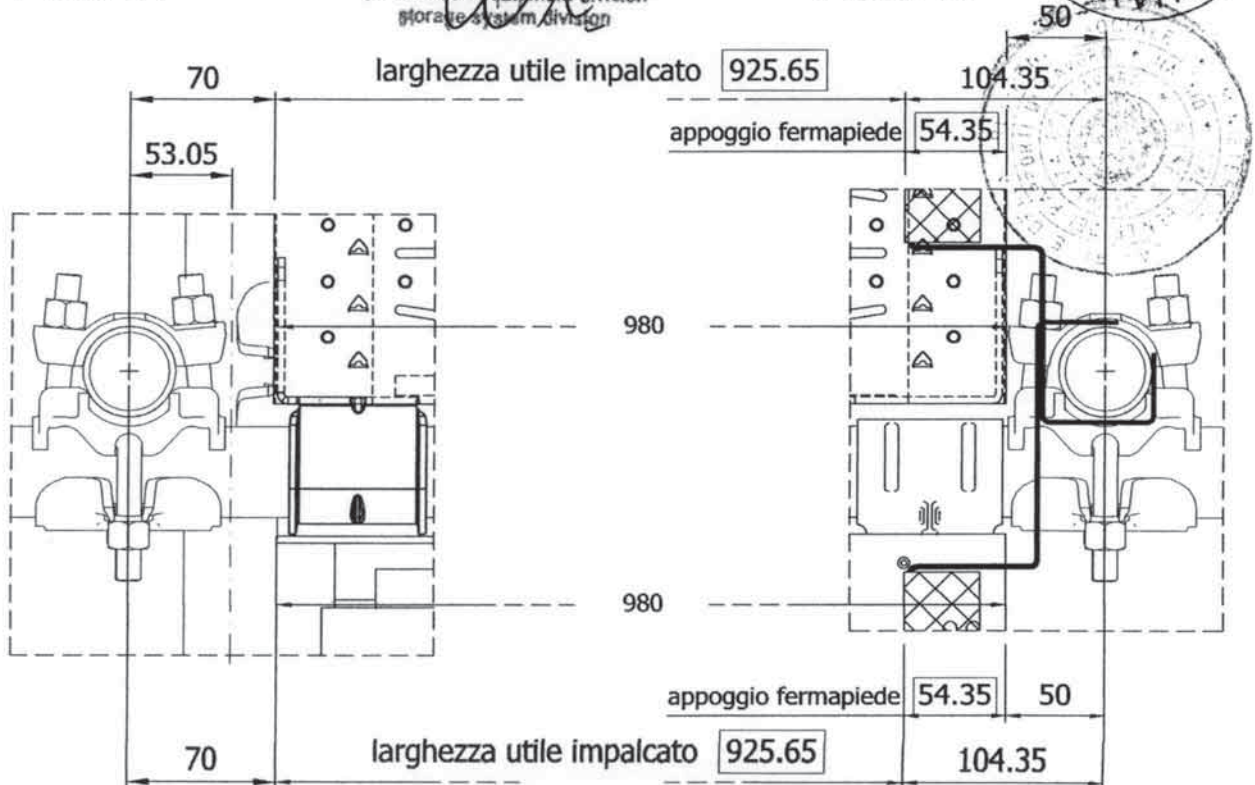 storage system division
50
larghezza utile impalcato 925.65
70
104.35
appoggio fermapiede 54.35
53.05
980
980
appoggio fermapiede 54.35 50
larghezza utile impalcato 925.65
70
104.35